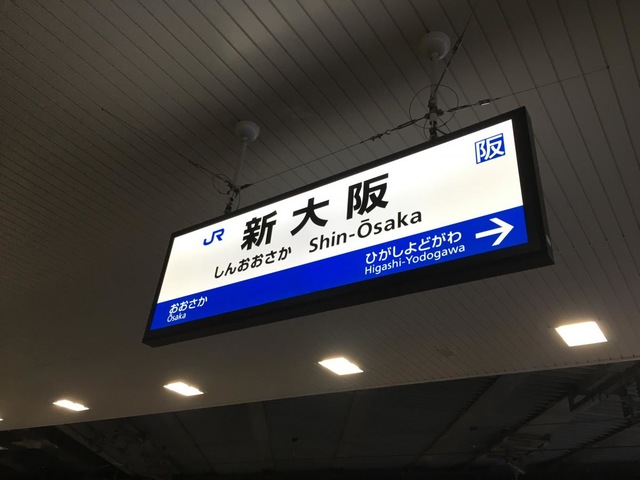 阪
JR 新大阪
しんおおさか Shin-Ōsaka
ひがしよどがわ →
Higashi-Yodogawa
おおさか
Ōsaka